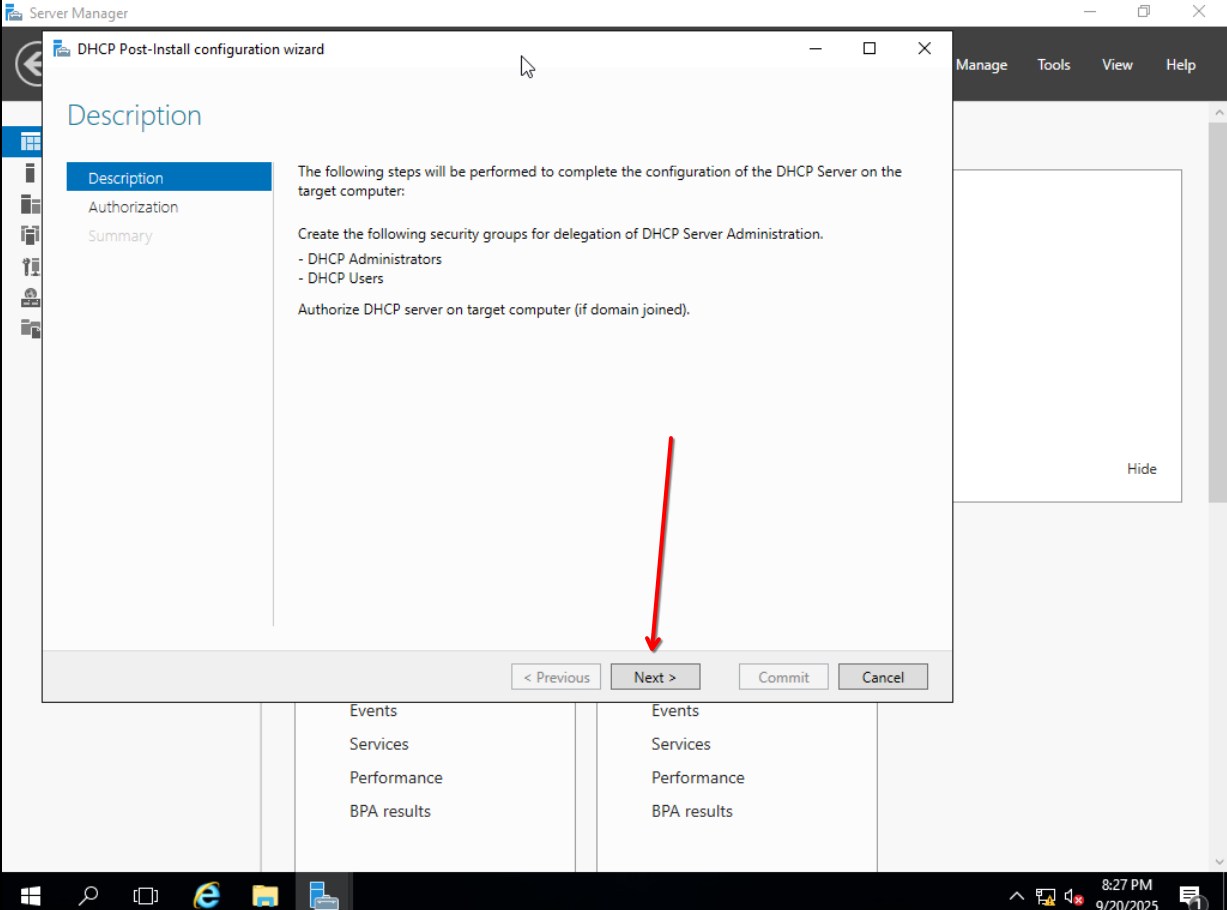 Server Manager
DHCP Post-Install configuration wizard
Manage Tools View Help
Description
Description
Authorization
Summary
The following steps will be performed to complete the configuration of the DHCP Server on the
target computer:
Create the following security groups for delegation of DHCP Server Administration.
- DHCP Administrators
- DHCP Users
Authorize DHCP server on target computer (if domain joined).
Hide
< Previous Next > Commit Cancel
Events Events
Services Services
Performance Performance
BPA results BPA results
8:27 PM
9/20/2025
1